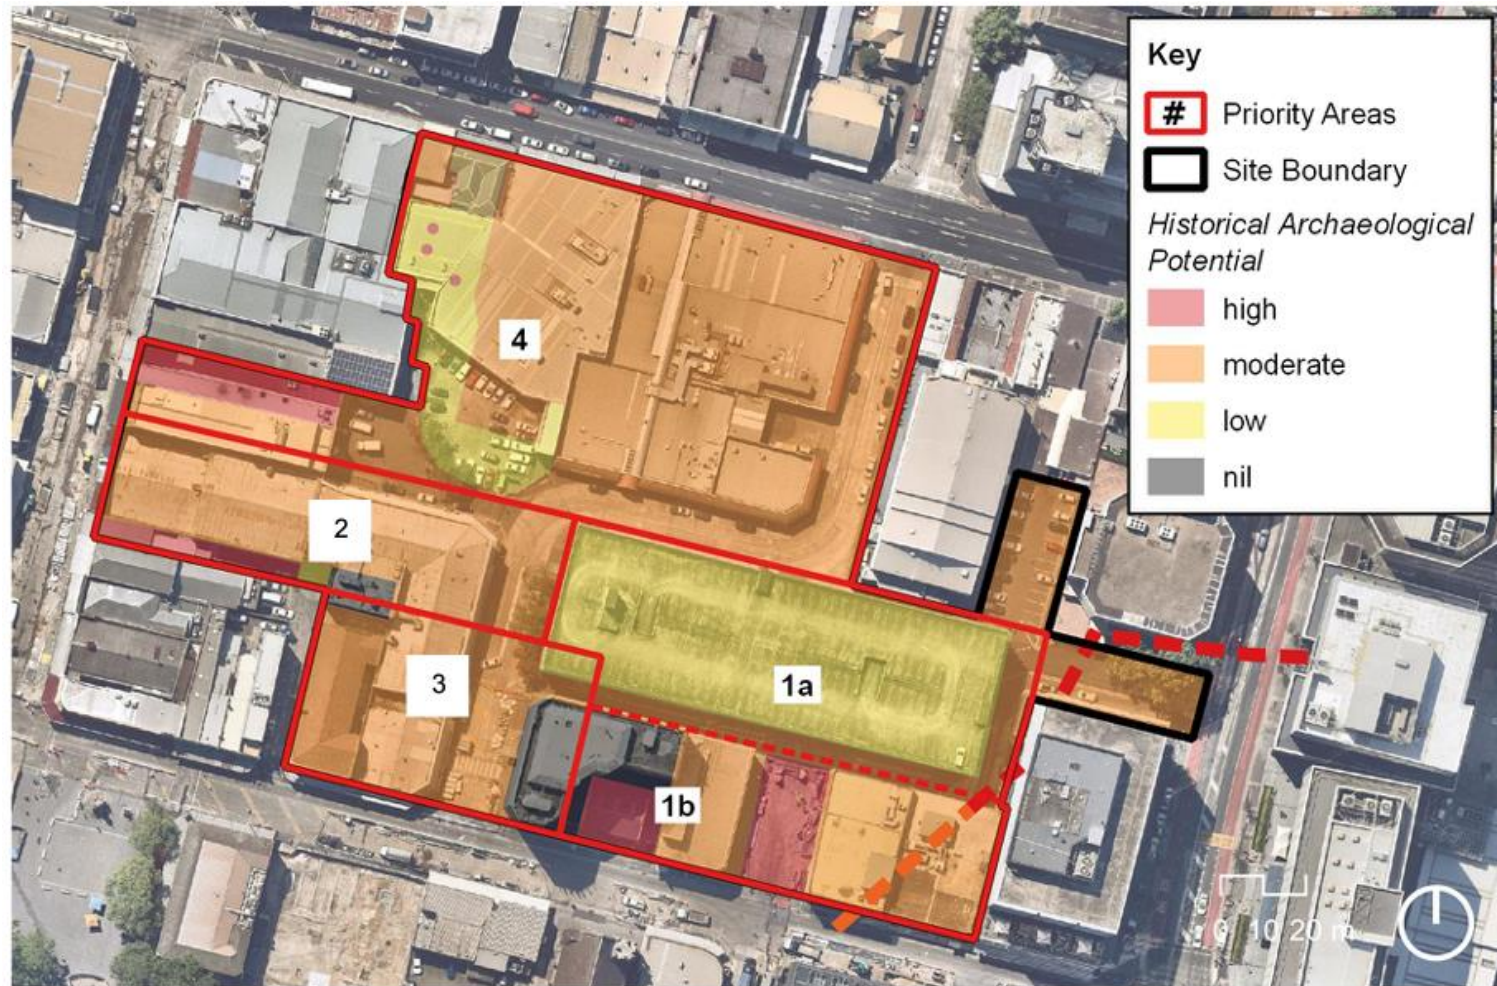 Key
# Priority Areas
Site Boundary
Historical Archaeological
Potential
high
moderate
low
nil
4
2
3
1a
1b
0 10 20 m